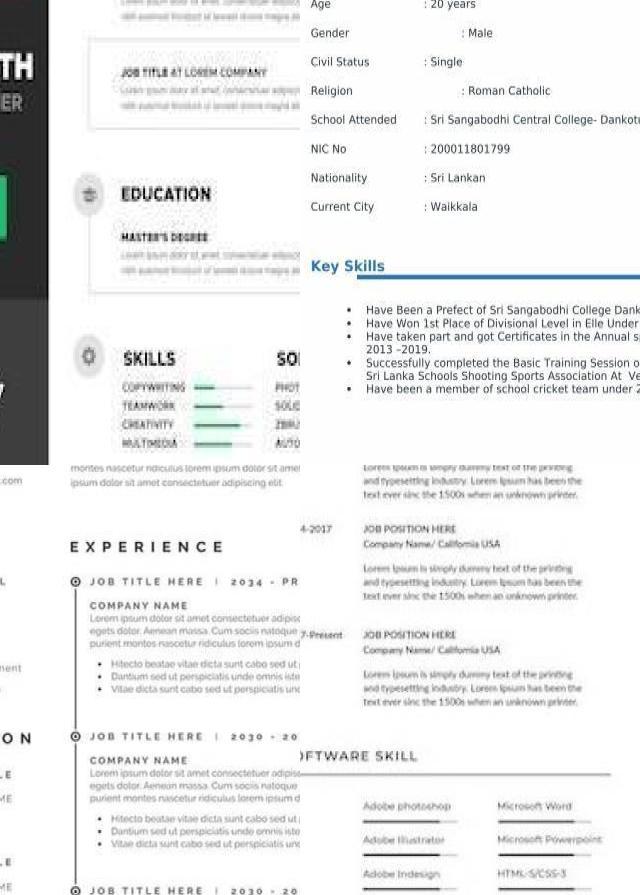 TH
ER
JOB TITLE AT LOREM COMPANY
EDUCATION
MASTER'S DEGREE
SKILLS
SO
COPYWRITING
PHOT
TEAMWORK
CREATIVITY
MULTIMEDIA
AUTO
Age : 20 years
Gender : Male
Civil Status : Single
Religion : Roman Catholic
School Attended : Sri Sangabodhi Central College- Dankotu
NIC No : 200011801799
Nationality : Sri Lankan
Current City : Waikkala
Key Skills
• Have Been a Prefect of Sri Sangabodhi College Dank
• Have Won 1st Place of Divisional Level in Elle Under
• Have taken part and got Certificates in the Annual s
2013 –2019.
• Successfully completed the Basic Training Session o
Sri Lanka Schools Shooting Sports Association At Ve
• Have been a member of school cricket team under 2
.com
ment
ON
LE
ME
LE
ME
montes nascetur ridiculus lorem ipsum dolor sit ame
ipsum dolor sit amet consectetuer adipiscing elit
EXPERIENCE
JOB TITLE HERE | 2034 - PR
COMPANY NAME
Lorem ipsum dolor sit amet consectetuer adipisc
egets dolor. Aenean massa. Cum sociis natoque
purient montes nascetur ridiculus lorem ipsum d
• Hitecto beatae vitae dicta sunt cabo sed ut
• Dantium sed ut perspiciatis unde omnis iste
• Vitae dicta sunt cabo sed ut perspiciatis unc
JOB TITLE HERE | 2030 - 20
COMPANY NAME
Lorem ipsum dolor sit amet consectetuer adipisc
egets dolor. Aenean massa. Cum sociis natoque
purient montes nascetur ridiculus lorem ipsum d
• Hitecto beatae vitae dicta sunt cabo sed ut
• Dantium sed ut perspiciatis unde omnis iste
• Vitae dicta sunt cabo sed ut perspiciatis unc
JOB TITLE HERE | 2030 - 20
Lorem Ipsum is simply dummy text of the printing
and typesetting industry. Lorem Ipsum has been the
text ever sinc the 1500s when an unknown printer.
4-2017 JOB POSITION HERE
Company Name/ California USA
Lorem Ipsum is simply dummy text of the printing
and typesetting industry. Lorem Ipsum has been the
text ever sinc the 1500s when an unknown printer.
7-Present JOB POSITION HERE
Company Name/ California USA
Lorem Ipsum is simply dummy text of the printing
and typesetting industry. Lorem Ipsum has been the
text ever sinc the 1500s when an unknown printer.
OFTWARE SKILL
Adobe photoshop Microsoft Word
Adobe Illustrator Microsoft Powerpoint
Adobe Indesign HTML-5/CSS-3